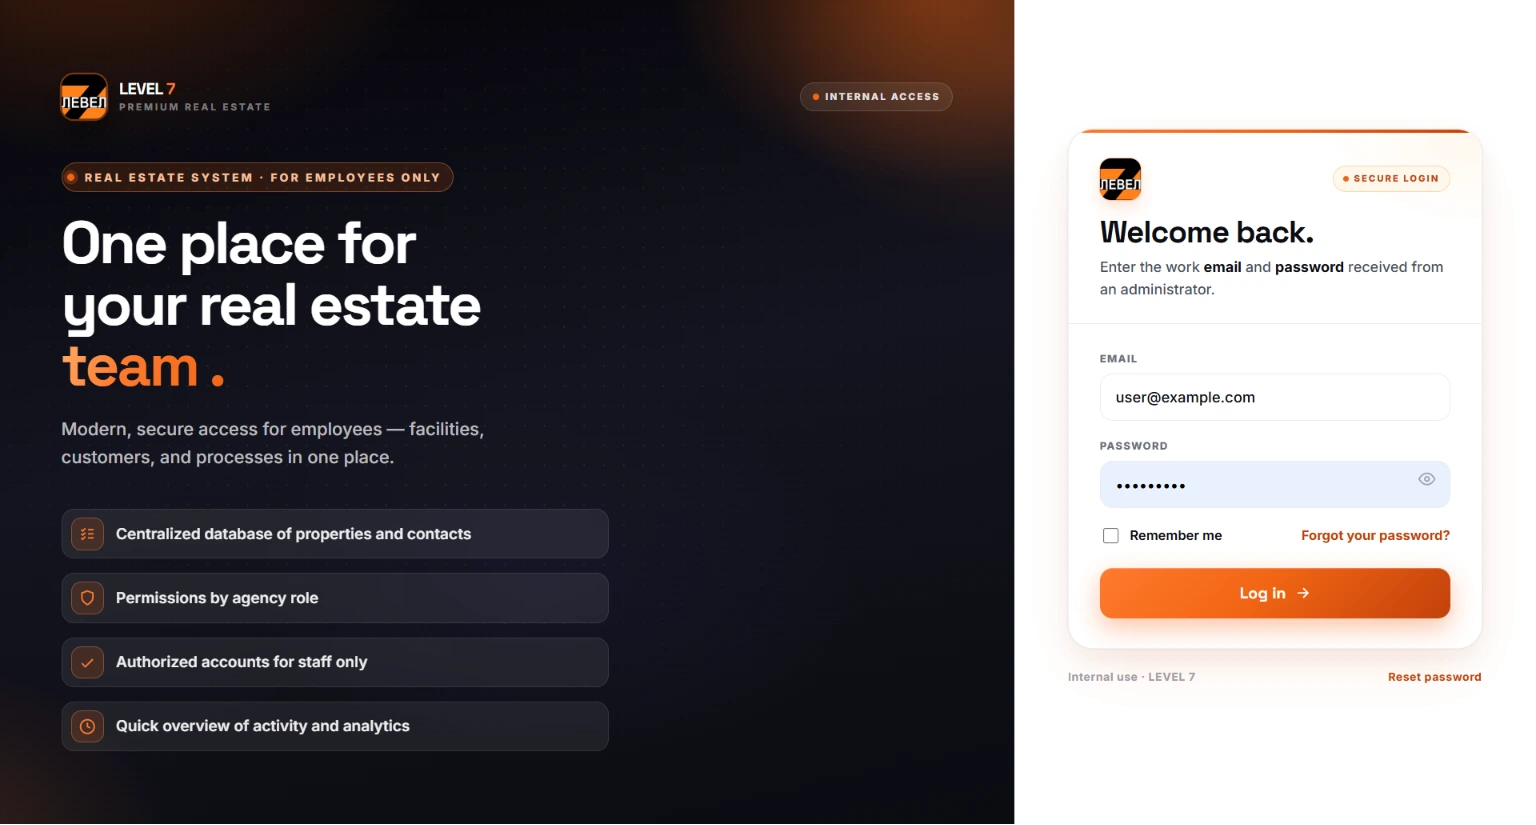 ЛЕВЕЛ
LEVEL 7
PREMIUM REAL ESTATE
INTERNAL ACCESS
REAL ESTATE SYSTEM · FOR EMPLOYEES ONLY
One place for
your real estate
team .
Modern, secure access for employees — facilities,
customers, and processes in one place.
Centralized database of properties and contacts
Permissions by agency role
Authorized accounts for staff only
Quick overview of activity and analytics
ЛЕВЕЛ
SECURE LOGIN
Welcome back.
Enter the work email and password received from
an administrator.
EMAIL
user@example.com
PASSWORD
•••••••••
Remember me
Forgot your password?
Log in →
Internal use · LEVEL 7
Reset password